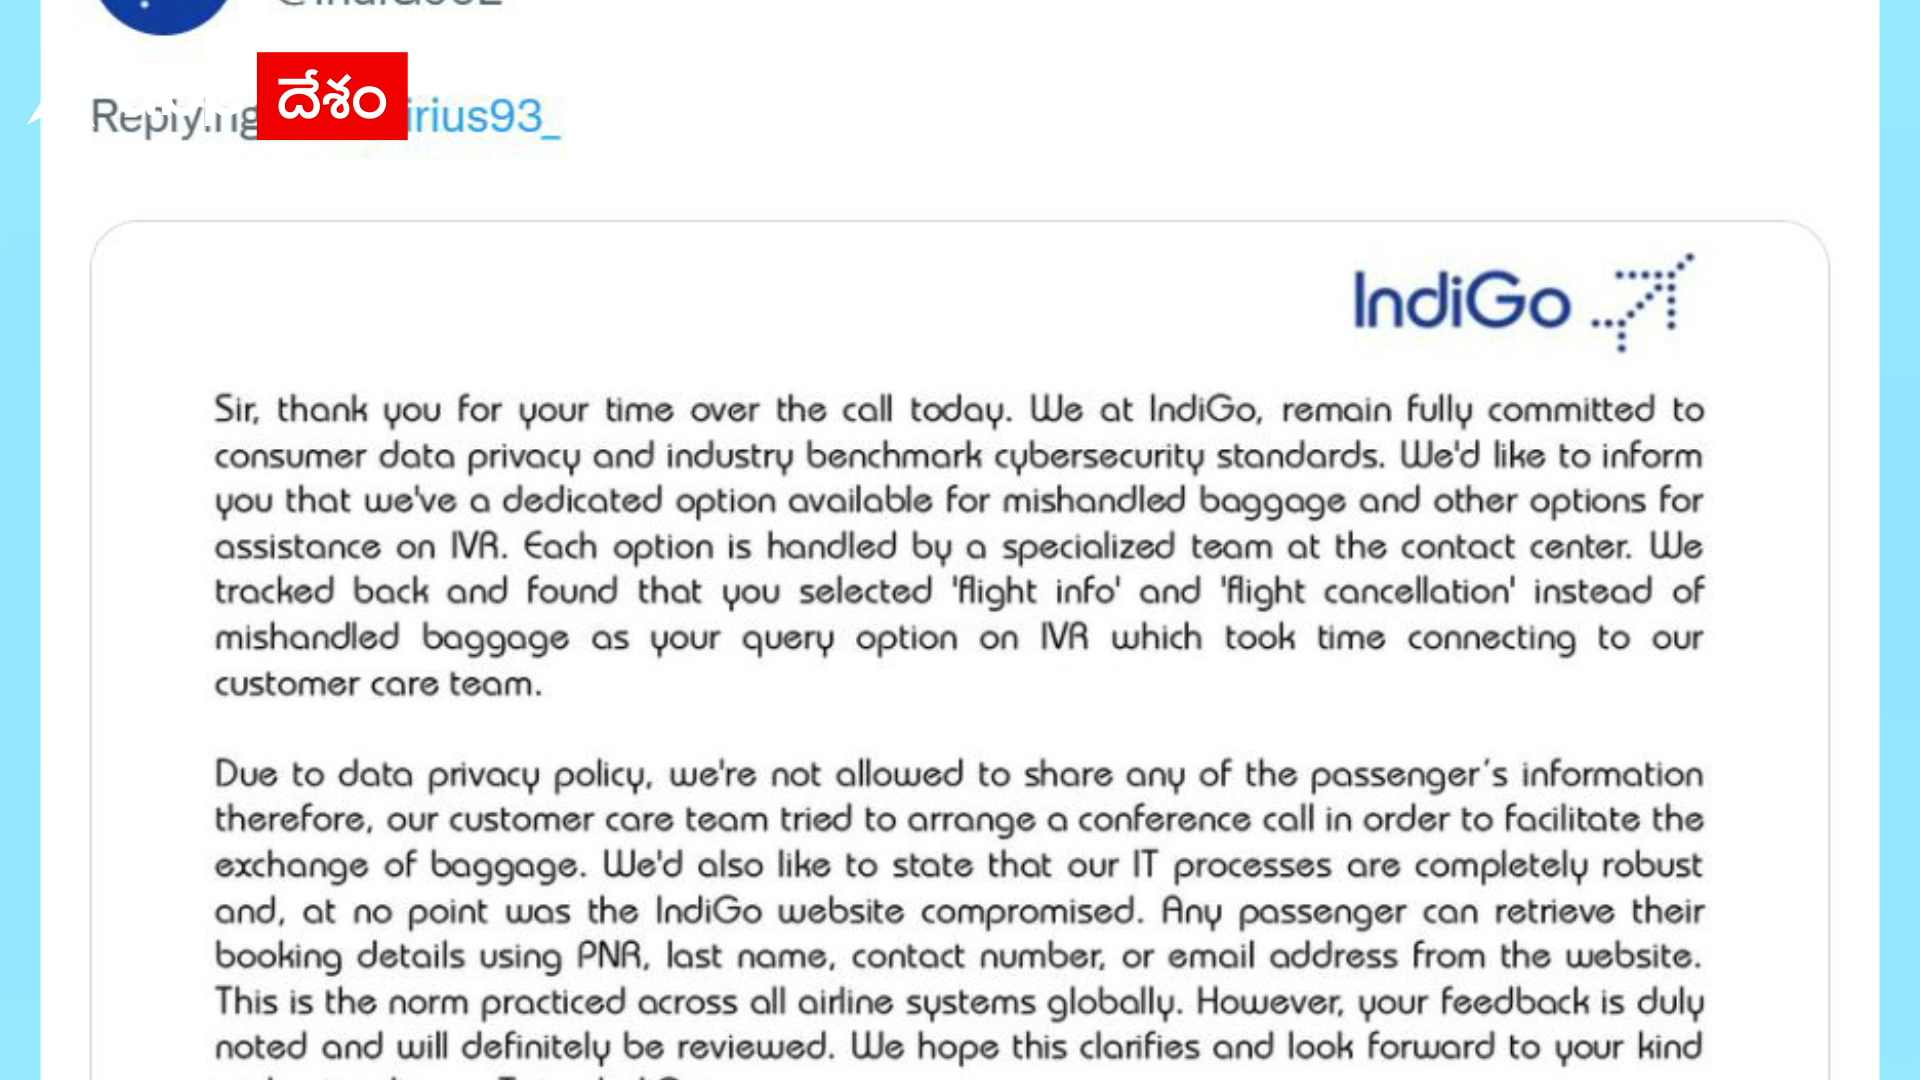 దేశం
Replying irius93_
IndiGo
Sir, thank you for your time over the call today. We at IndiGo, remain fully committed to
consumer data privacy and industry benchmark cybersecurity standards. We'd like to inform
you that we've a dedicated option available for mishandled baggage and other options for
assistance on IVR. Each option is handled by a specialized team at the contact center. We
tracked back and found that you selected 'flight info' and 'flight cancellation' instead of
mishandled baggage as your query option on IVR which took time connecting to our
customer care team.
Due to data privacy policy, we're not allowed to share any of the passenger's information
therefore, our customer care team tried to arrange a conference call in order to facilitate the
exchange of baggage. We'd also like to state that our IT processes are completely robust
and, at no point was the IndiGo website compromised. Any passenger can retrieve their
booking details using PNR, last name, contact number, or email address from the website.
This is the norm practiced across all airline systems globally. However, your feedback is duly
noted and will definitely be reviewed. We hope this clarifies and look forward to your kind